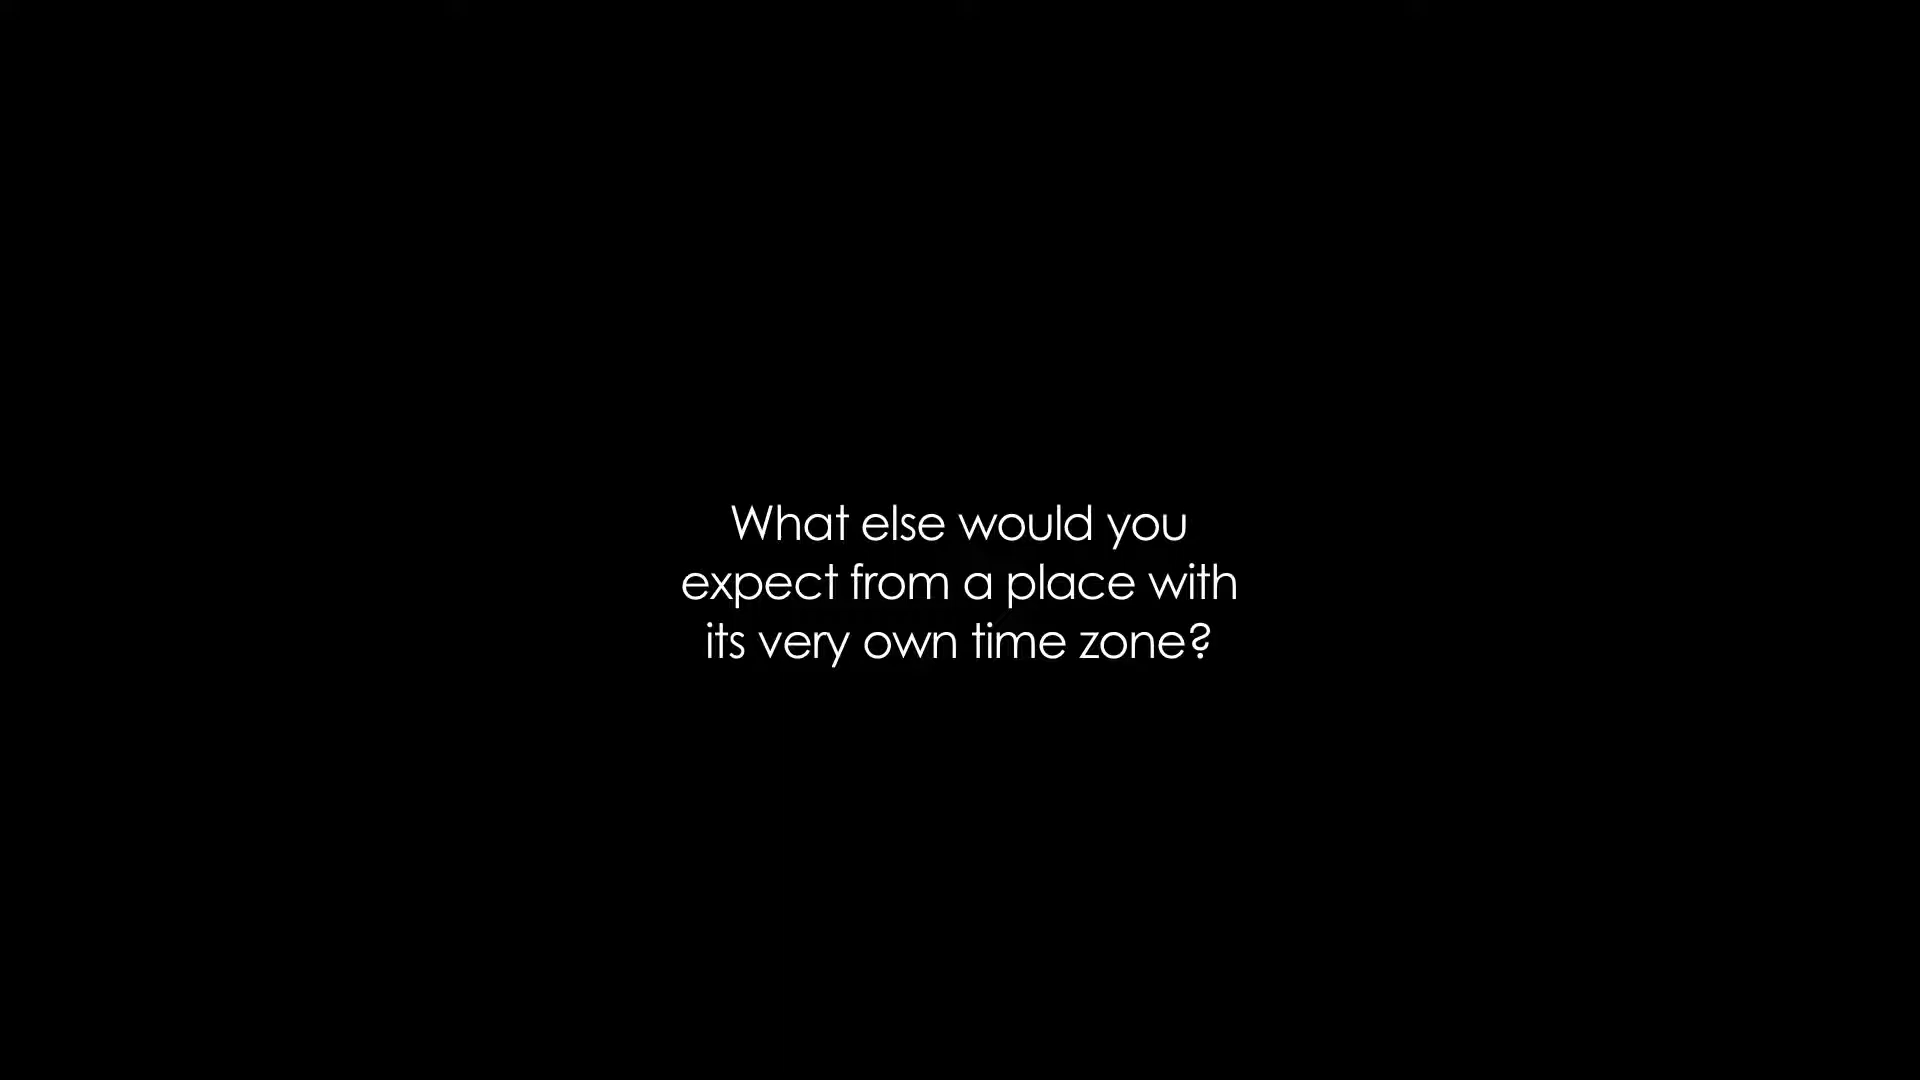 What else would you
expect from a place with
its very own time zone?